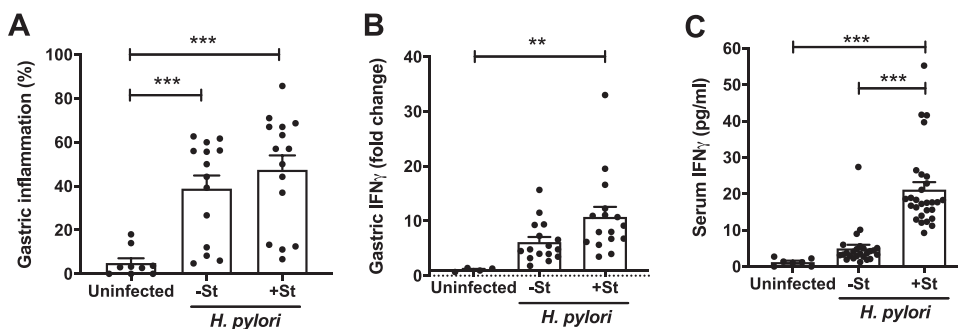 A
Gastric inflammation (%)
100
80
60
40
20
0
***
***
Uninfected
-St
+St
H. pylori
B
Gastric IFNγ (fold change)
40
30
20
10
0
**
Uninfected
-St
+St
H. pylori
C
Serum IFNγ (pg/ml)
60
50
40
30
20
10
0
***
***
Uninfected
-St
+St
H. pylori